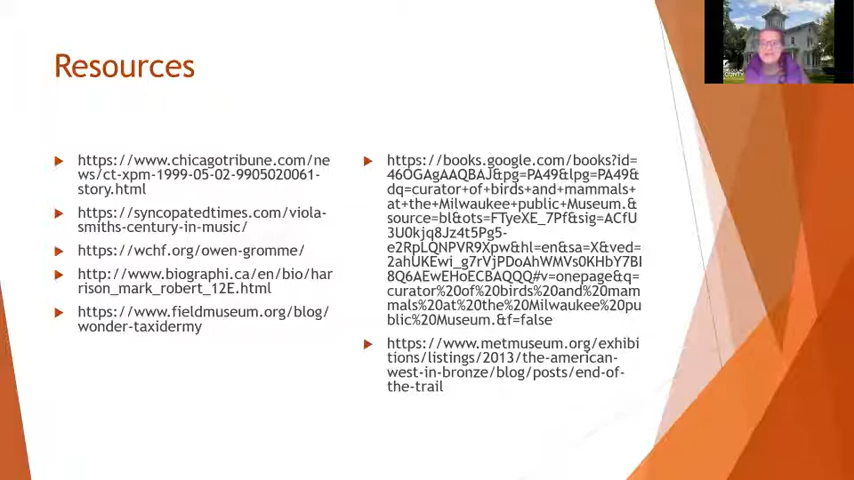 Resources
https://www.chicagotribune.com/ne
ws/ct-xpm-1999-05-02-9905020061-
story.html
https://syncopatedtimes.com/viola-
smiths-century-in-music/
https://wchf.org/owen-gromme/
http://www.biographi.ca/en/bio/har
rison_mark_robert_12E.html
https://www.fieldmuseum.org/blog/
wonder-taxidermy
https://books.google.com/books?id=
46OGAgAAQBAJ&pg=PA49&lpg=PA49&
dq=curator+of+birds+and+mammals+
at+the+Milwaukee+public+Museum.&
source=bl&ots=FTyeXE_7Pf&sig=ACfU
3U0kjq8Jz4t5Pg5-
e2RpLQNPVR9Xpw&hl=en&sa=X&ved=
2ahUKEwi_g7rVjPDoAhWMVs0KHbY7BI
8Q6AEwEHoECBAQQQ#v=onepage&q=
curator%20of%20birds%20and%20mam
mals%20at%20the%20Milwaukee%20pu
blic%20Museum.&f=false
https://www.metmuseum.org/exhibi
tions/listings/2013/the-american-
west-in-bronze/blog/posts/end-of-
the-trail